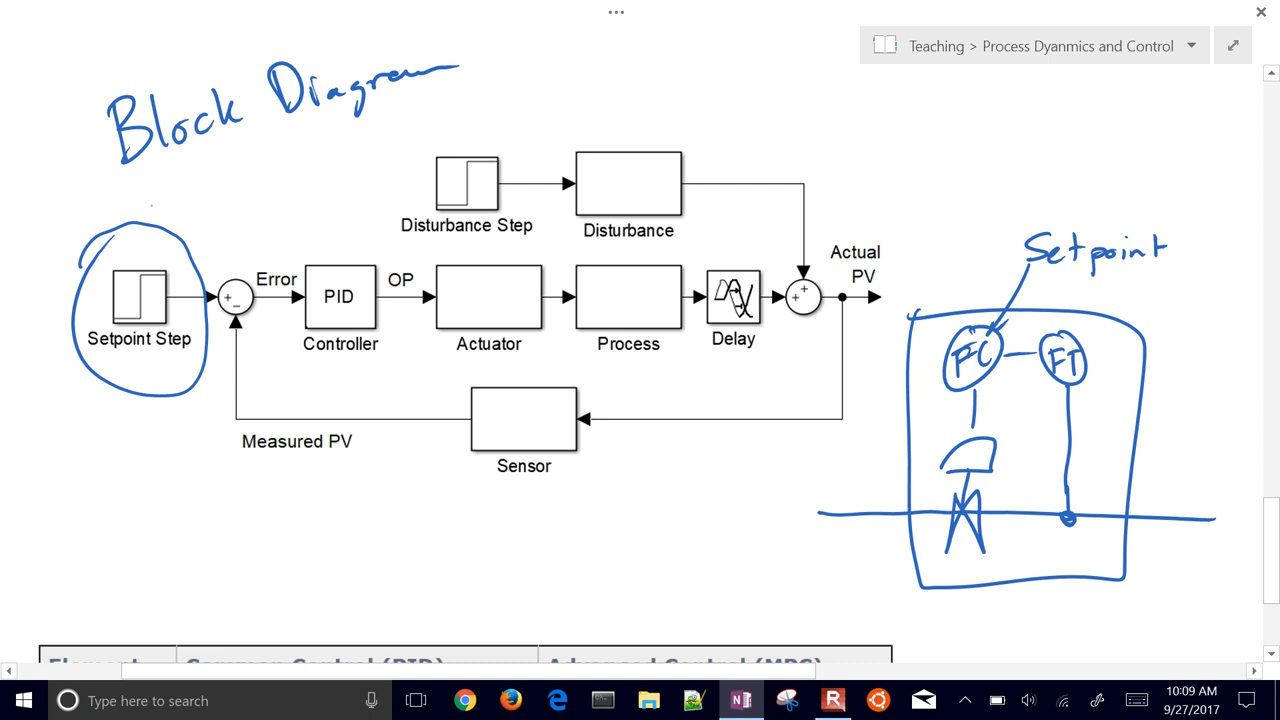 Teaching > Process Dyanmics and Control
Block Diagram
Disturbance Step
Disturbance
Setpoint
Actual
PV
Error
OP
+
−
PID
+
+
Setpoint Step
Controller
Actuator
Process
Delay
FC
FT
Measured PV
Sensor
Type here to search
10:09 AM
9/27/2017